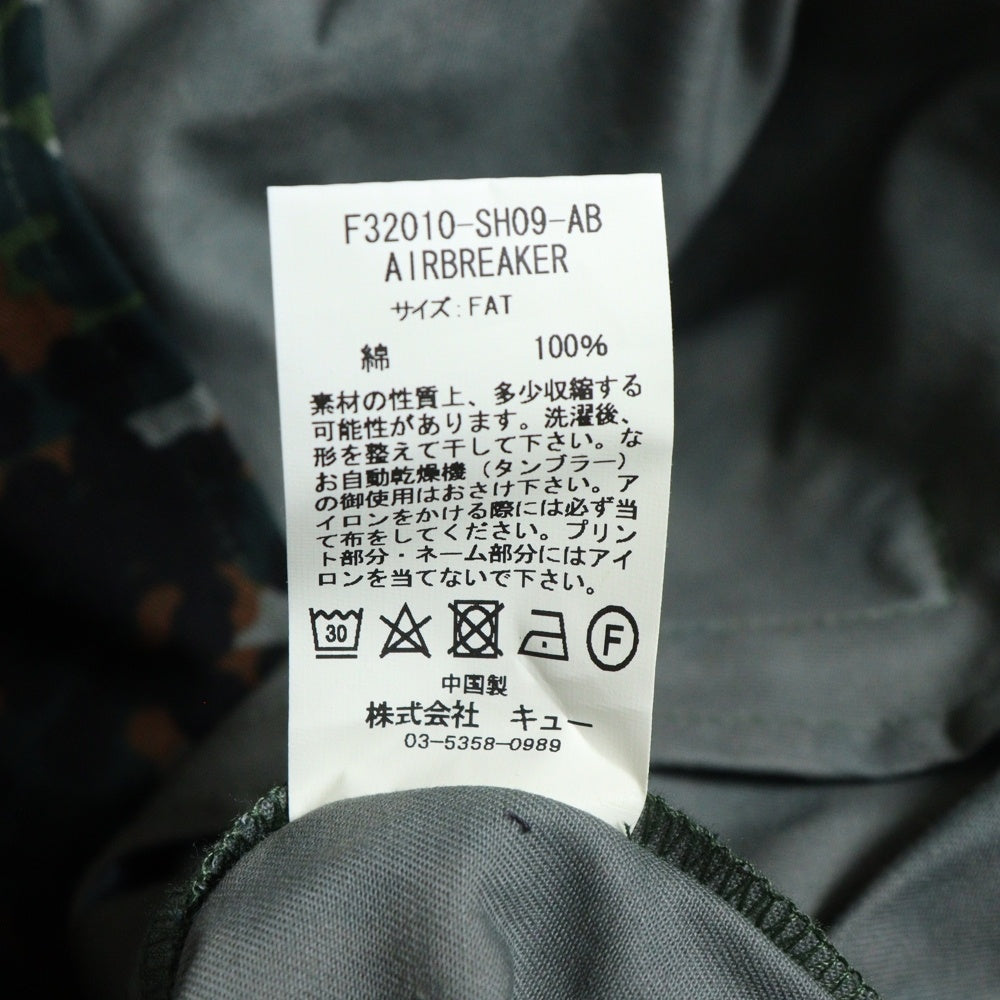 F32010-SH09-AB
AIRBREAKER
サイズ:FAT
綿 100%
素材の性質上、多少収縮する
可能性があります。洗濯後、
形を整えて干して下さい。な
お自動乾燥機(タンブラー)
の御使用はおさけ下さい。ア
イロンをかける際には必ず当
て布をしてください。プリン
ト部分・ネーム部分にはアイ
ロンを当てないで下さい。
30 F
中国製
株式会社 キュー
03-5358-0989